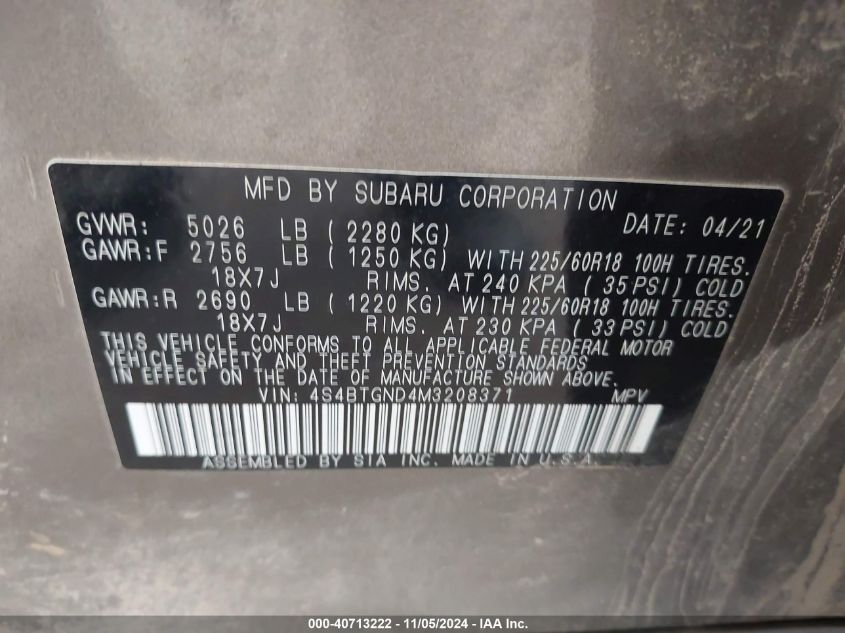 MFD BY SUBARU CORPORATION
GVWR: 5026 LB ( 2280 KG) DATE: 04/21
GAWR:F 2756 LB ( 1250 KG) WITH 225/60R18 100H TIRES.
18X7J RIMS. AT 240 KPA ( 35 PSI) COLD
GAWR:R 2690 LB ( 1220 KG) WITH 225/60R18 100H TIRES.
18X7J RIMS. AT 230 KPA ( 33 PSI) COLD
THIS VEHICLE CONFORMS TO ALL APPLICABLE FEDERAL MOTOR
VEHICLE SAFETY AND THEFT PREVENTION STANDARDS
IN EFFECT ON THE DATE OF MANUFACTURE SHOWN ABOVE.
VIN: 4S4BTGND4M3208371 MPV
ASSEMBLED BY SIA INC. MADE IN U.S.A.
000-40713222 - 11/05/2024 - IAA Inc.